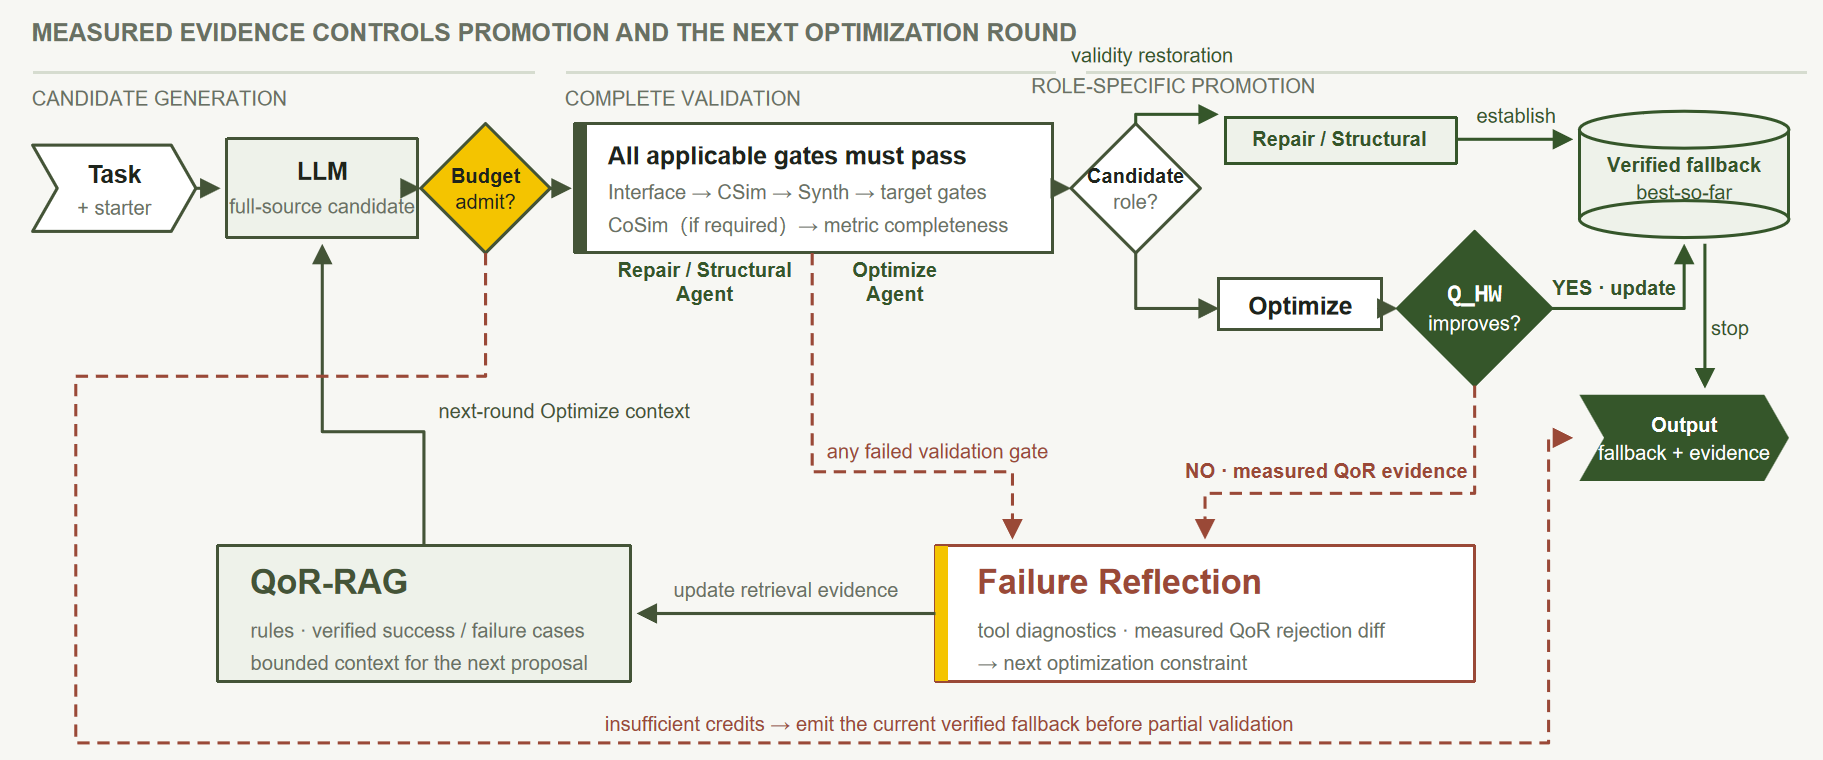 MEASURED EVIDENCE CONTROLS PROMOTION AND THE NEXT OPTIMIZATION ROUND
validity restoration
CANDIDATE GENERATION
COMPLETE VALIDATION
ROLE-SPECIFIC PROMOTION
Task
+ starter
LLM
full-source candidate
Budget
admit?
All applicable gates must pass
Interface → CSim → Synth → target gates
CoSim (if required) → metric completeness
Repair / Structural
Agent
Optimize
Agent
Candidate
role?
Repair / Structural
establish
Verified fallback
best-so-far
Optimize
Q_HW
improves?
YES · update
stop
Output
fallback + evidence
next-round Optimize context
any failed validation gate
NO · measured QoR evidence
QoR-RAG
rules · verified success / failure cases
bounded context for the next proposal
update retrieval evidence
Failure Reflection
tool diagnostics · measured QoR rejection diff
→ next optimization constraint
insufficient credits → emit the current verified fallback before partial validation